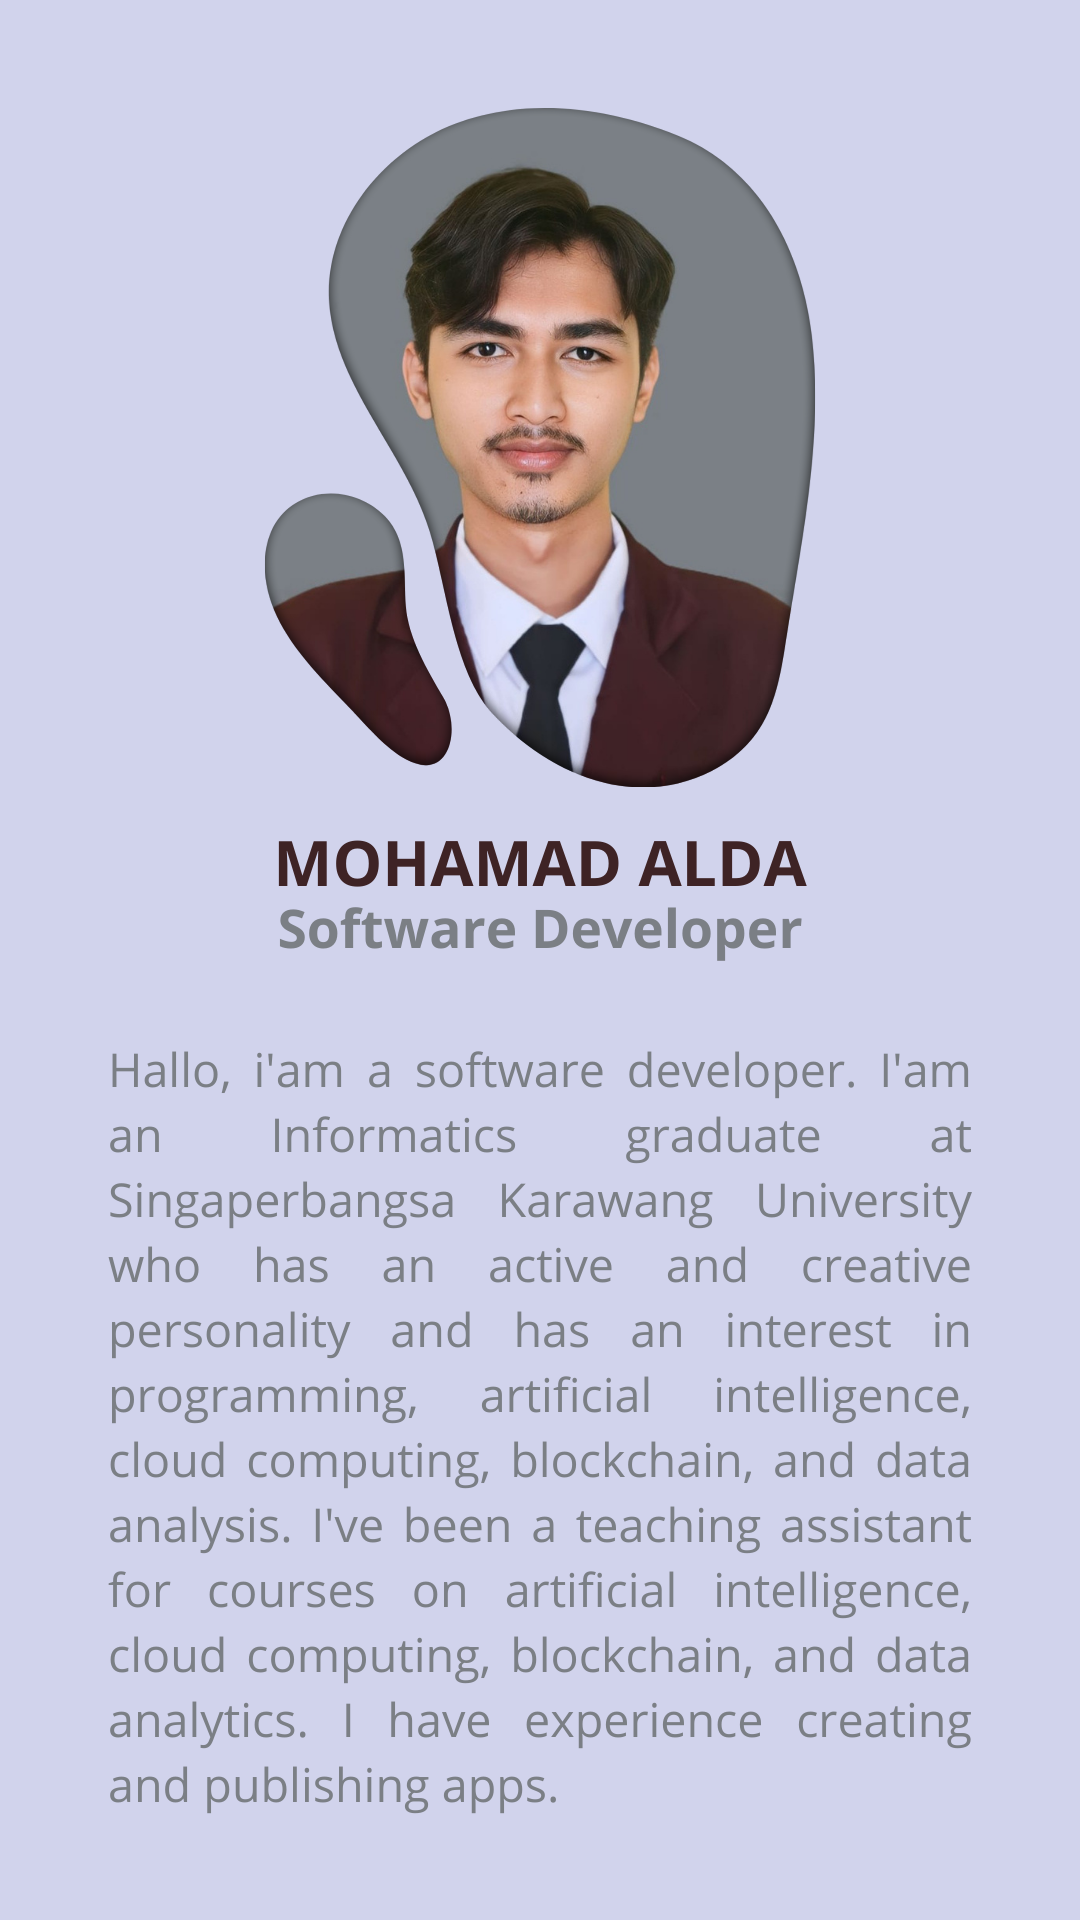 MOHAMAD ALDA
Software Developer
Hallo, i'am a software developer. I'am
an Informatics graduate at
Singaperbangsa Karawang University
who has an active and creative
personality and has an interest in
programming, artificial intelligence,
cloud computing, blockchain, and data
analysis. I've been a teaching assistant
for courses on artificial intelligence,
cloud computing, blockchain, and data
analytics. I have experience creating
and publishing apps.